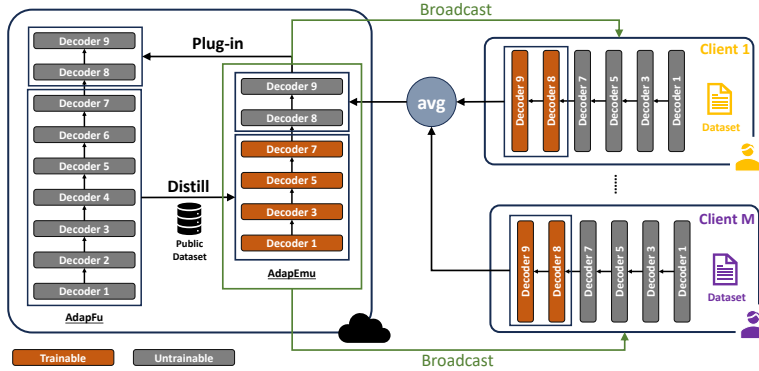 Broadcast
Plug-in
Decoder 9
Decoder 8
Decoder 7
Decoder 6
Decoder 5
Decoder 4
Decoder 3
Decoder 2
Decoder 1
AdapFu
Distill
Public
Dataset
Decoder 9
Decoder 8
Decoder 7
Decoder 5
Decoder 3
Decoder 1
AdapEmu
avg
Client 1
Decoder 9
Decoder 8
Decoder 7
Decoder 5
Decoder 3
Decoder 1
Dataset
Client M
Decoder 9
Decoder 8
Decoder 7
Decoder 5
Decoder 3
Decoder 1
Dataset
Trainable
Untrainable
Broadcast